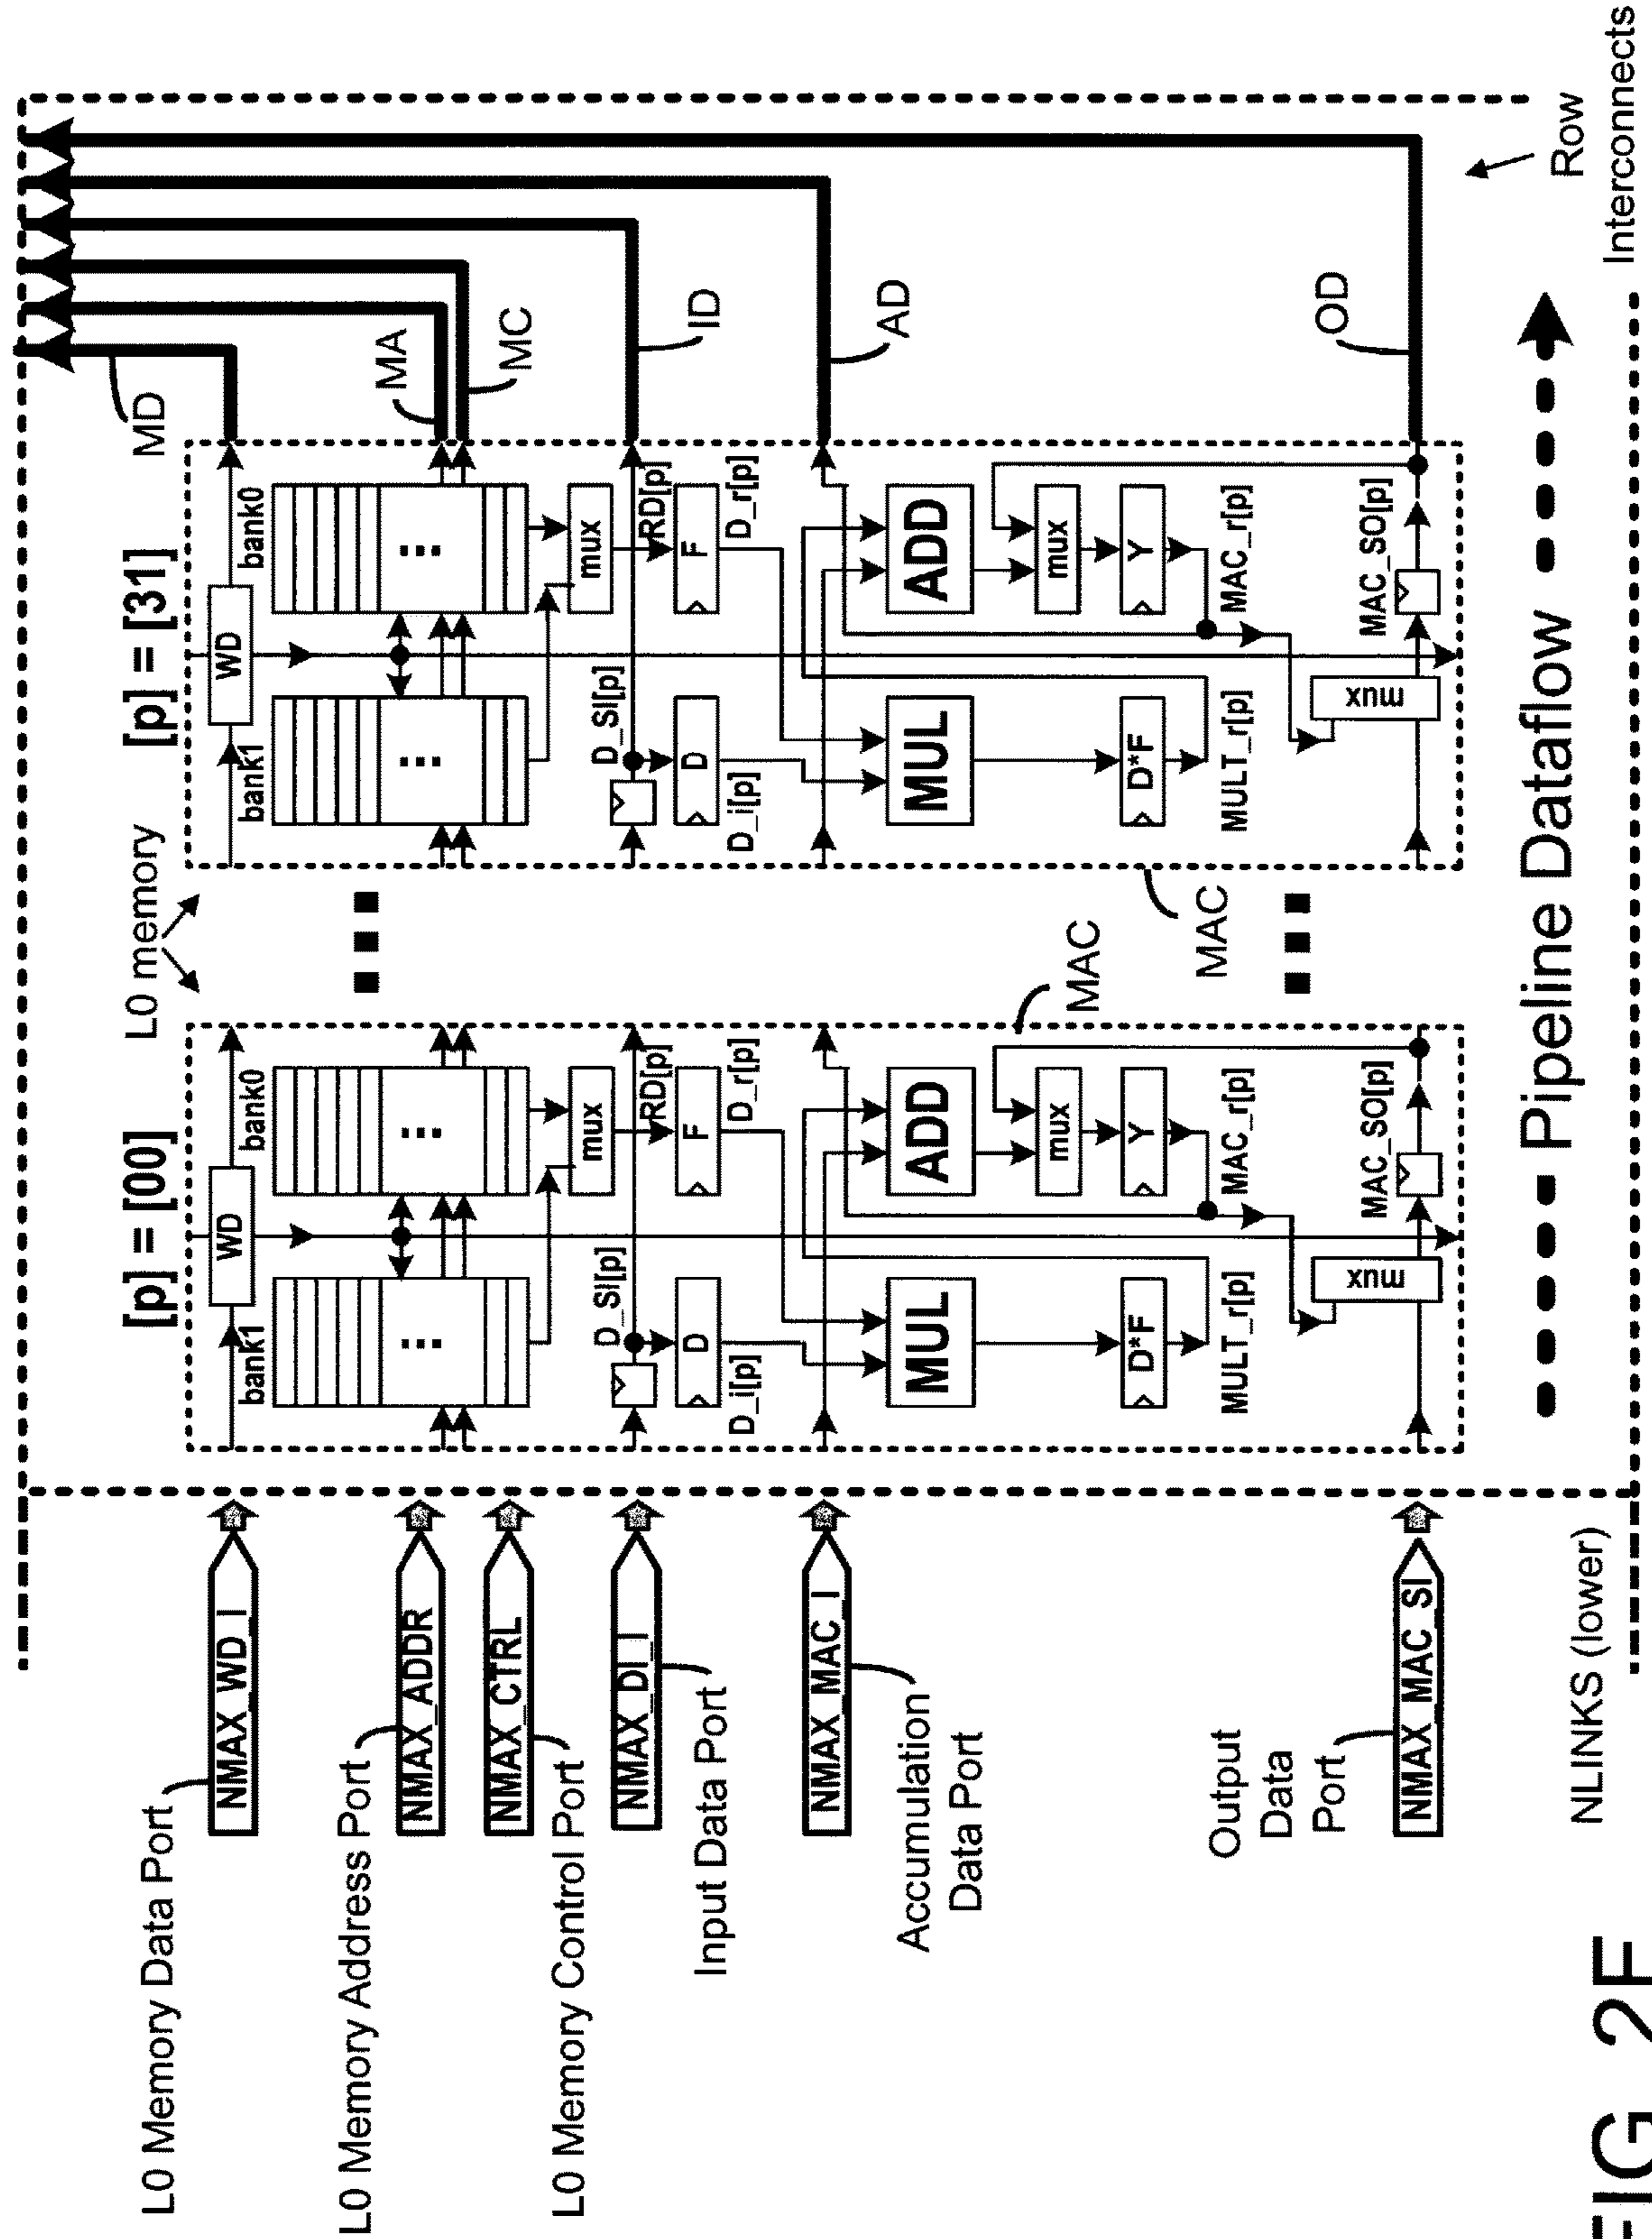 L0 Memory Data Port
NMAX_WD_I
L0 Memory Address Port
NMAX_ADDR
NMAX_CTRL
L0 Memory Control Port
NMAX_DI_I
Input Data Port
NMAX_MAC_I
Accumulation
Data Port
Output
Data
Port
NMAX_MAC_SI
NLINKS (lower)
[p] = [00]
WD
bank1
bank0
...
...
mux
D_SI[p]
RD[p]
D
F
D_i[p]
D_r[p]
MUL
ADD
mux
D*F
Y
MULT_r[p]
MAC_r[p]
mux
MAC_SO[p]
L0 memory
MAC
MAC
[p] = [31]
WD
bank1
bank0
...
...
mux
D_SI[p]
RD[p]
D
F
D_i[p]
D_r[p]
MUL
ADD
mux
D*F
Y
MULT_r[p]
MAC_r[p]
mux
MAC_SO[p]
MD
MA
MC
ID
AD
OD
Pipeline Dataflow
Row
Interconnects